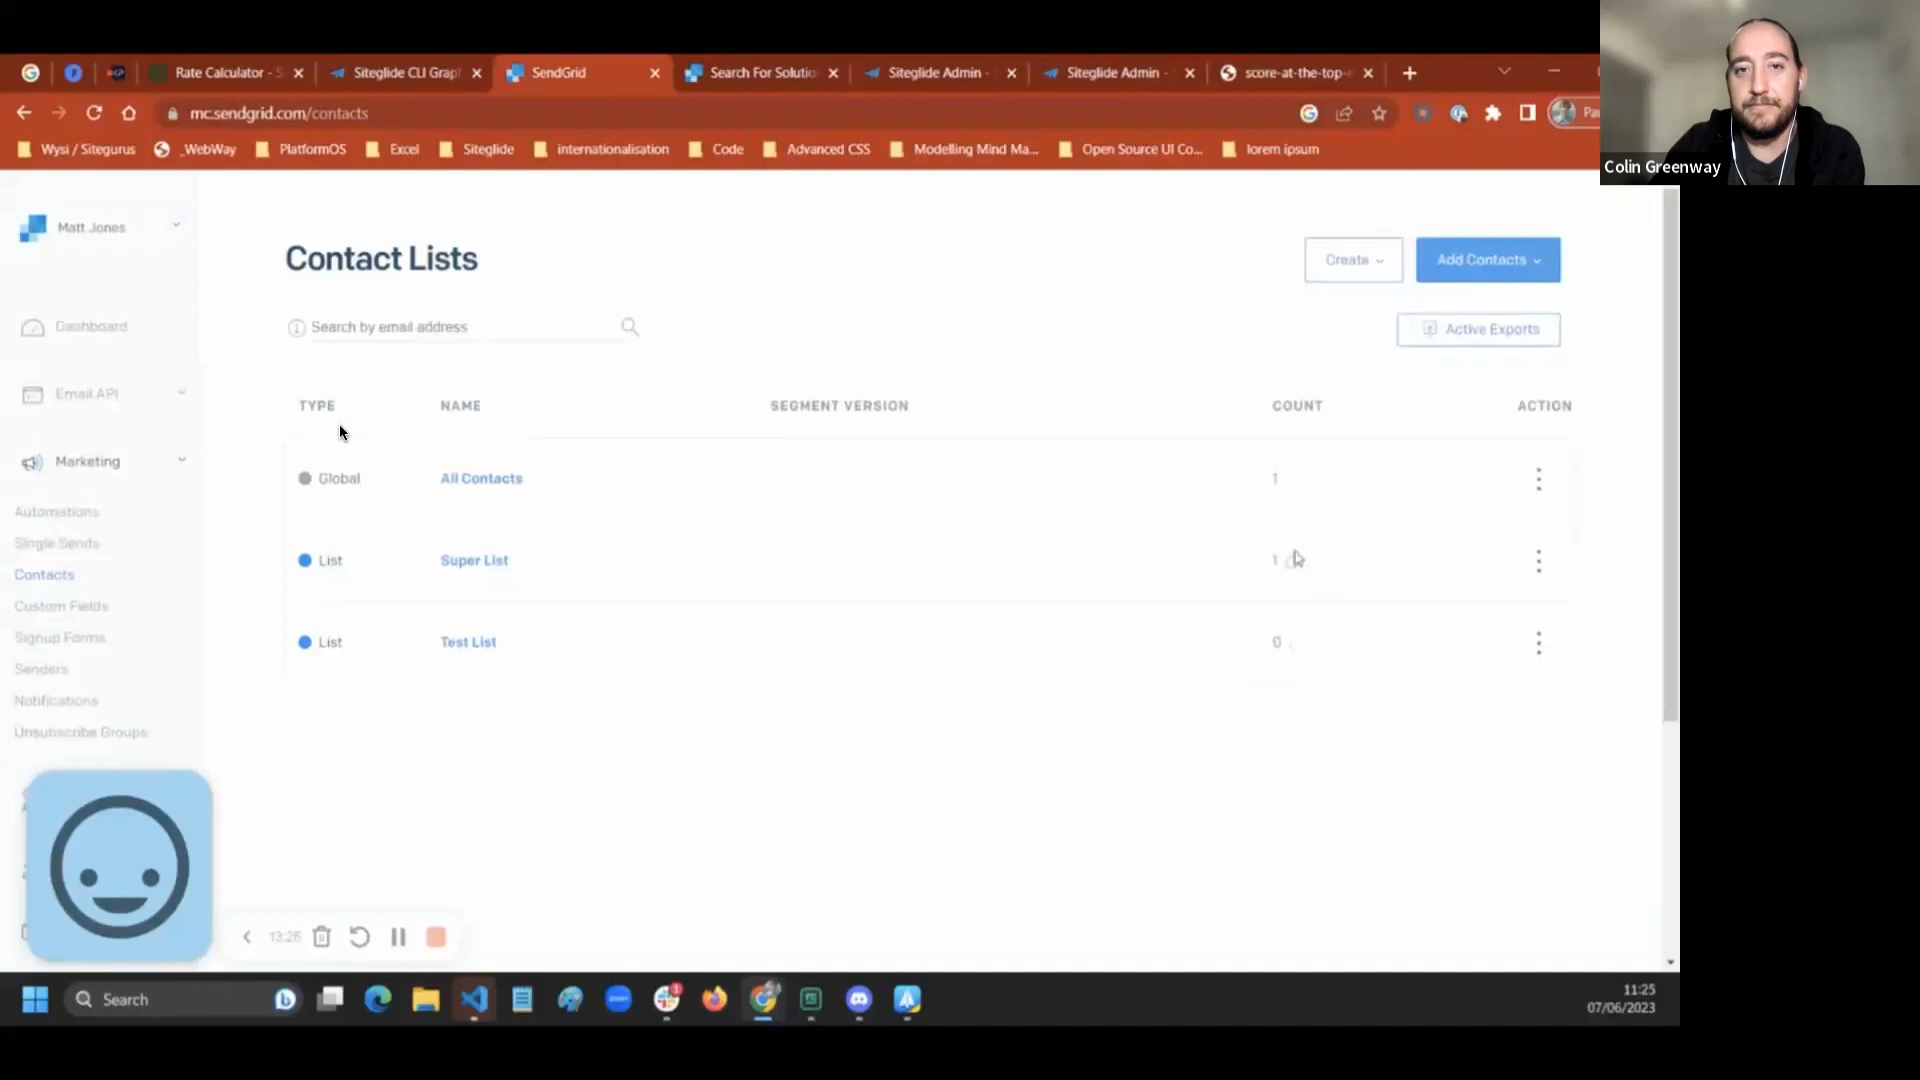 Rate Calculator - S
Siteglide CLI Grap
SendGrid
Search For Solutio
Siteglide Admin -
Siteglide Admin -
score-at-the-top-
mc.sendgrid.com/contacts
Pa
Wysi / Sitegurus
_WebWay
PlatformOS
Excel
Siteglide
internationalisation
Code
Advanced CSS
Modelling Mind Ma...
Open Source UI Co...
lorem ipsum
Colin Greenway
Matt Jones
Dashboard
Email API
Marketing
Automations
Single Sends
Contacts
Custom Fields
Signup Forms
Senders
Notifications
Unsubscribe Groups
Contact Lists
Create
Add Contacts
Search by email address
Active Exports
TYPE NAME SEGMENT VERSION COUNT ACTION
Global All Contacts 1
List Super List 1
List Test List 0
13:26
Search
11:25
07/06/2023